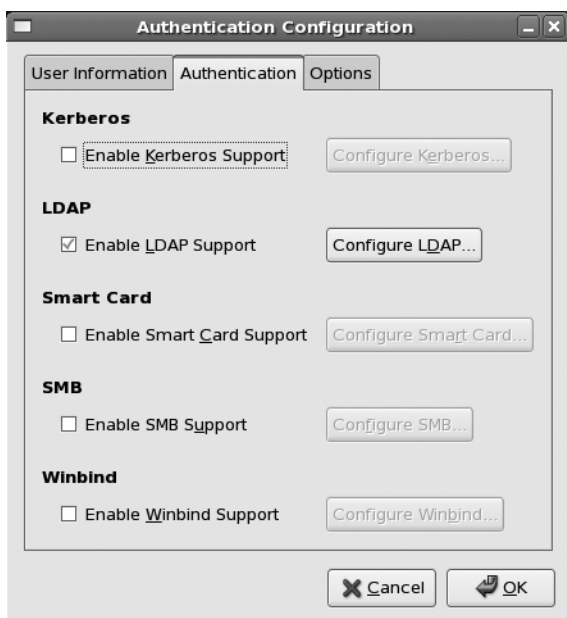 Authentication Configuration
User Information Authentication Options
Kerberos
Enable Kerberos Support Configure Kerberos...
LDAP
Enable LDAP Support Configure LDAP...
Smart Card
Enable Smart Card Support Configure Smart Card...
SMB
Enable SMB Support Configure SMB...
Winbind
Enable Winbind Support Configure Winbind...
Cancel OK